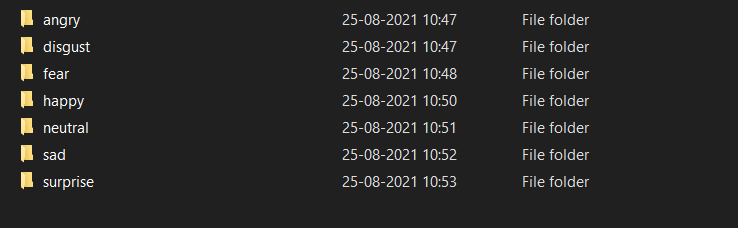 angry 25-08-2021 10:47 File folder
disgust 25-08-2021 10:47 File folder
fear 25-08-2021 10:48 File folder
happy 25-08-2021 10:50 File folder
neutral 25-08-2021 10:51 File folder
sad 25-08-2021 10:52 File folder
surprise 25-08-2021 10:53 File folder